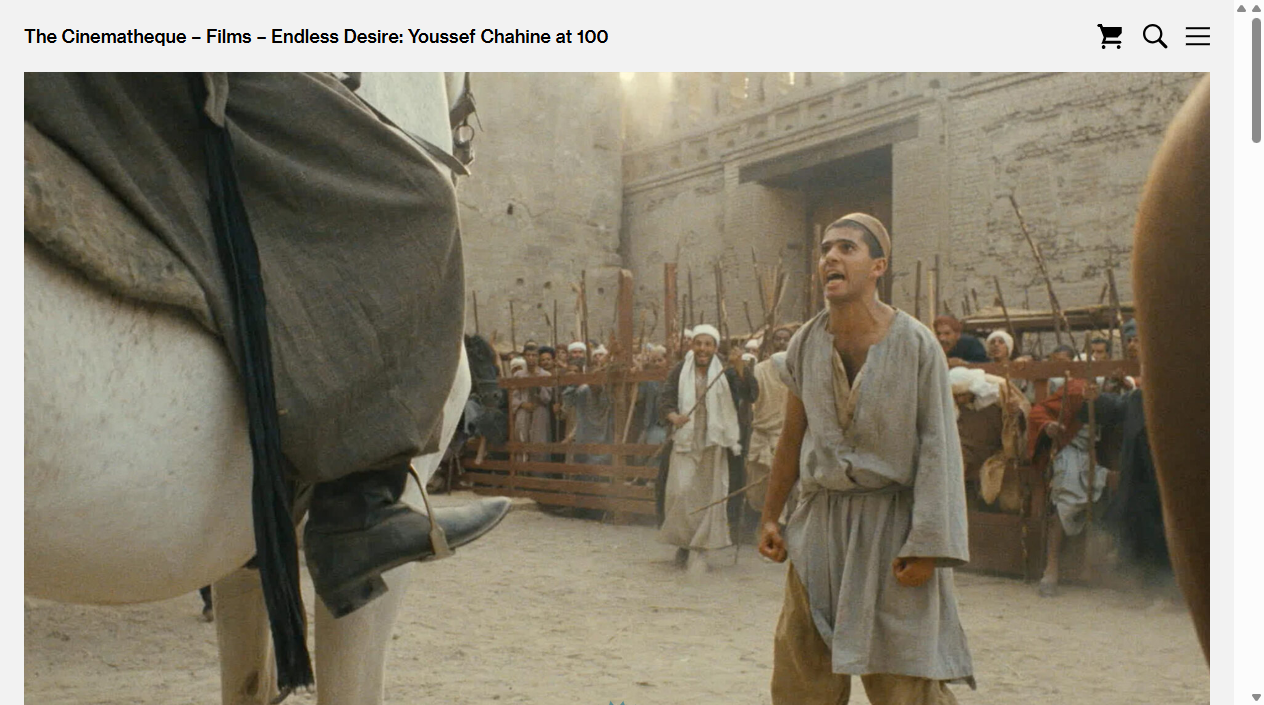 The Cinematheque – Films – Endless Desire: Youssef Chahine at 100